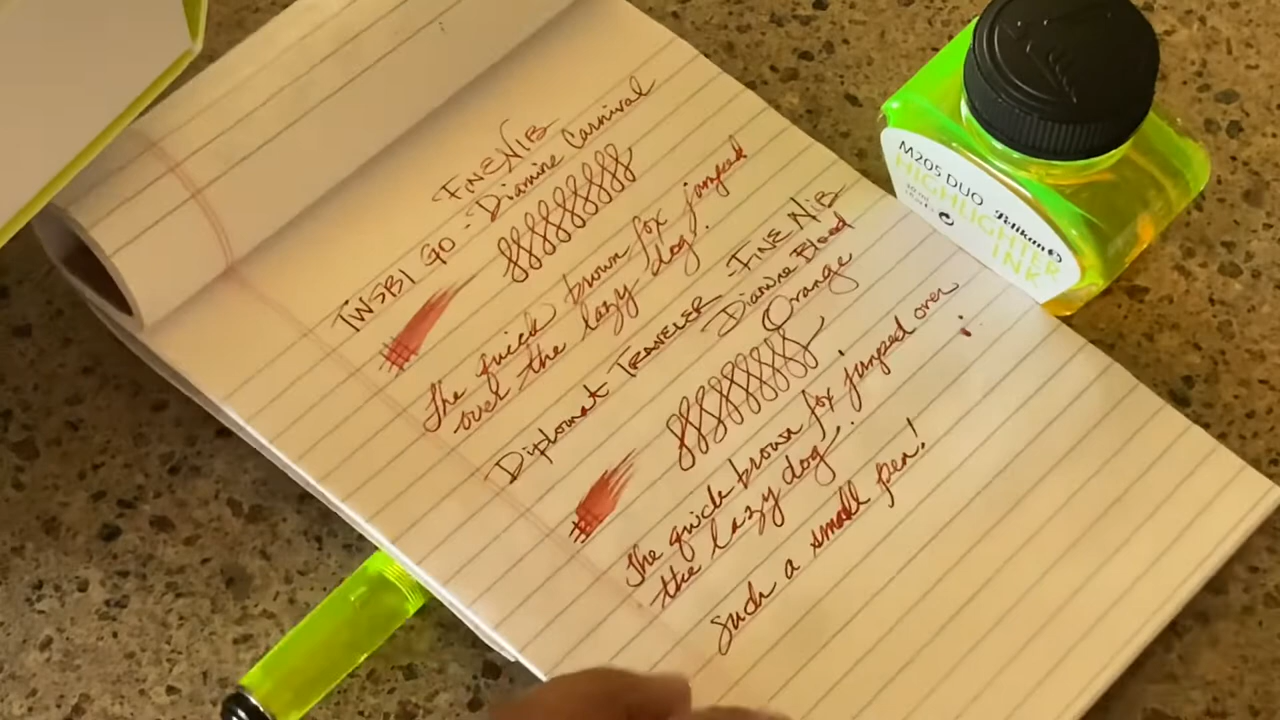 FINE NIB
TWSBI GO - Diamine Carnival
The quick brown fox jumped
over the lazy dog.
Diplomat TRAVELER - FINE NIB
Diamine Blood
Orange
The quick brown fox jumped over
the lazy dog.
Such a small pen!
M205 DUO
HIGHLIGHTER
INK
Pelikan